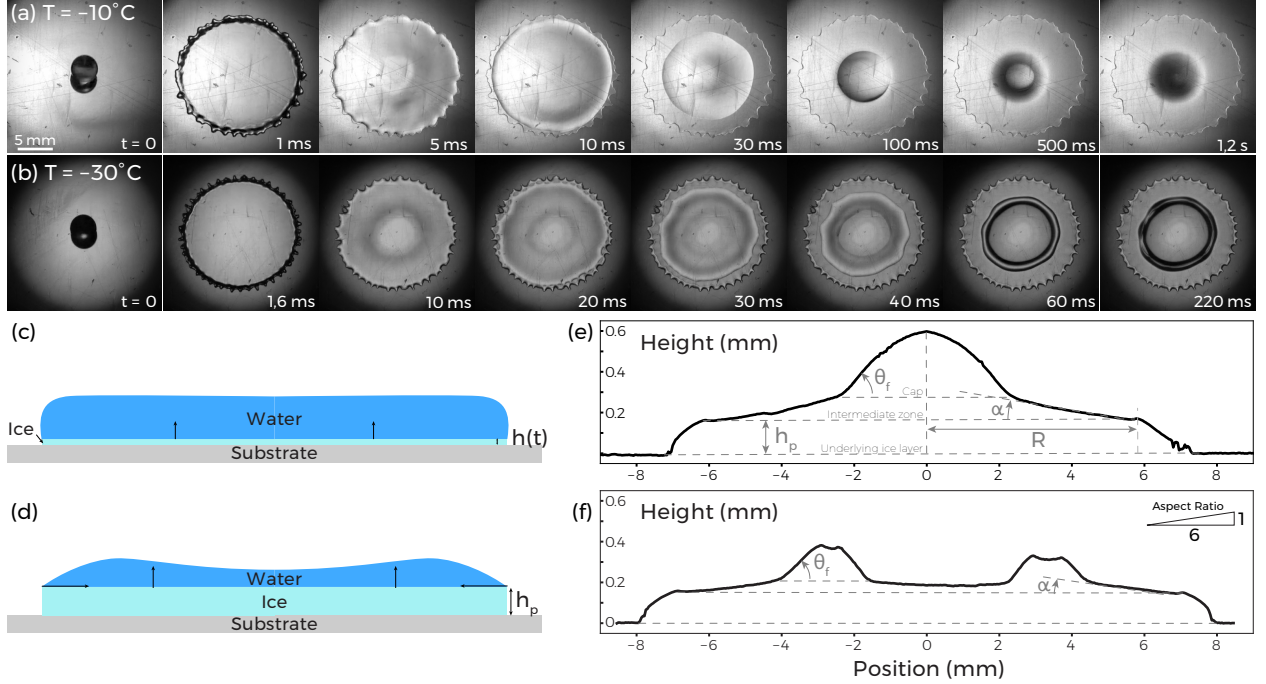 (a) T = −10°C
5 mm
t = 0
1 ms
5 ms
10 ms
30 ms
100 ms
500 ms
1,2 s
(b) T = −30°C
t = 0
1,6 ms
10 ms
20 ms
30 ms
40 ms
60 ms
220 ms
(c)
Water
Ice
h(t)
Substrate
(d)
Water
Ice
hₚ
Substrate
(e)
Height (mm)
0.6
0.4
0.2
0
θf
Cap
α
Intermediate zone
hₚ
R
Underlying ice layer
−8 −6 −4 −2 0 2 4 6 8
(f)
Height (mm)
Aspect Ratio
1
6
0.6
0.4
0.2
0
θf
α
−8 −6 −4 −2 0 2 4 6 8
Position (mm)